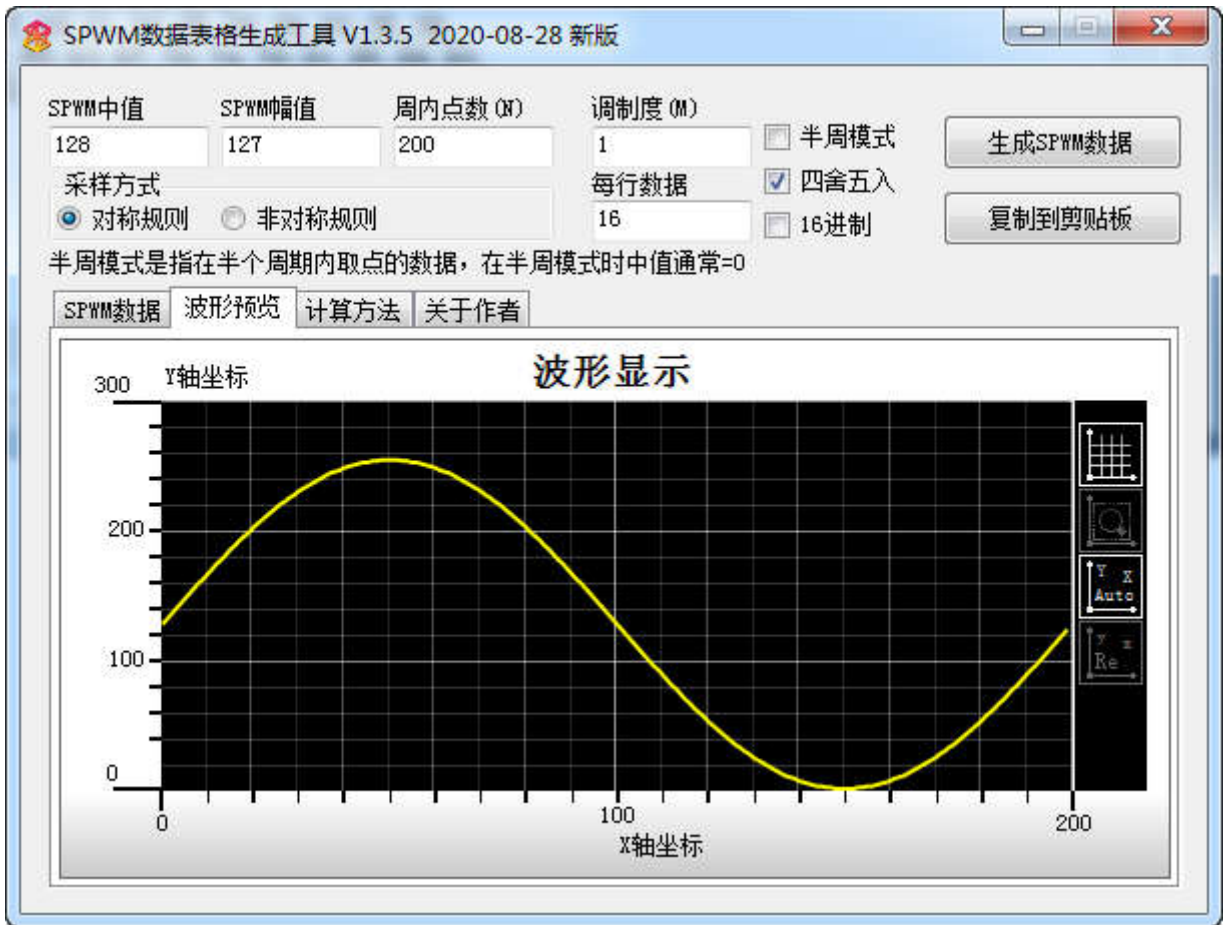 SPWM数据表格生成工具 V1.3.5 2020-08-28 新版
SPWM中值 SPWM幅值 周内点数(N) 调制度(M)
128 127 200 1
半周模式
生成SPWM数据
采样方式 每行数据
四舍五入
对称规则 非对称规则 16
16进制
复制到剪贴板
半周模式是指在半个周期内取点的数据，在半周模式时中值通常=0
SPWM数据 波形预览 计算方法 关于作者
波形显示
Y轴坐标
300
200
100
0
0 100 200
X轴坐标
Y X
Auto
Y X
Re